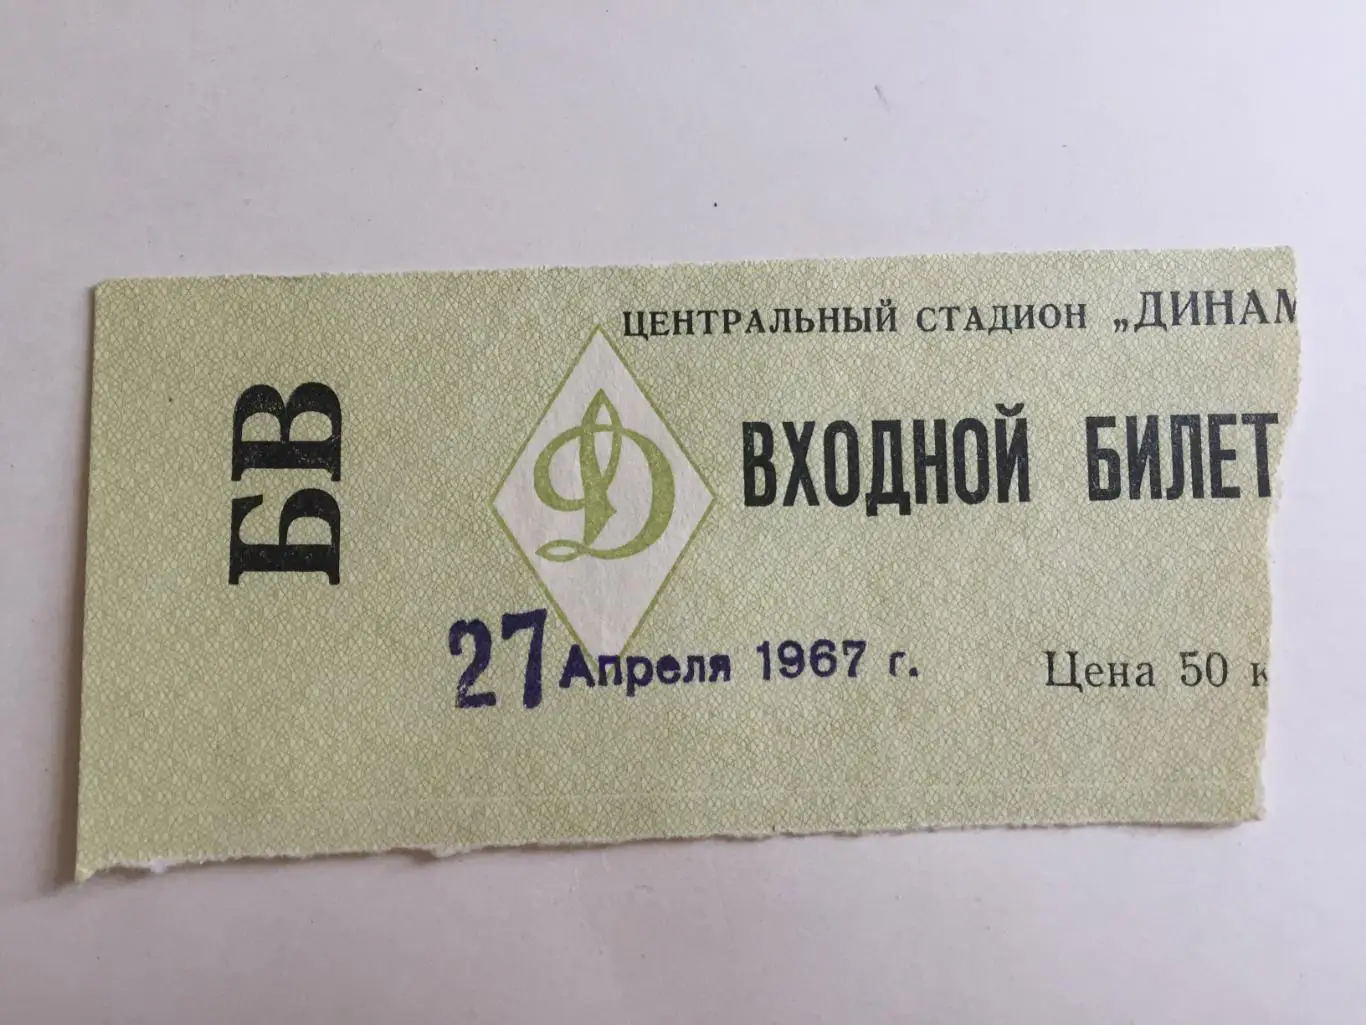 ЦЕНТРАЛЬНЫЙ СТАДИОН „ДИНАМ
БВ
Д
ВХОДНОЙ БИЛЕТ
27 Апреля 1967 г.
Цена 50 к